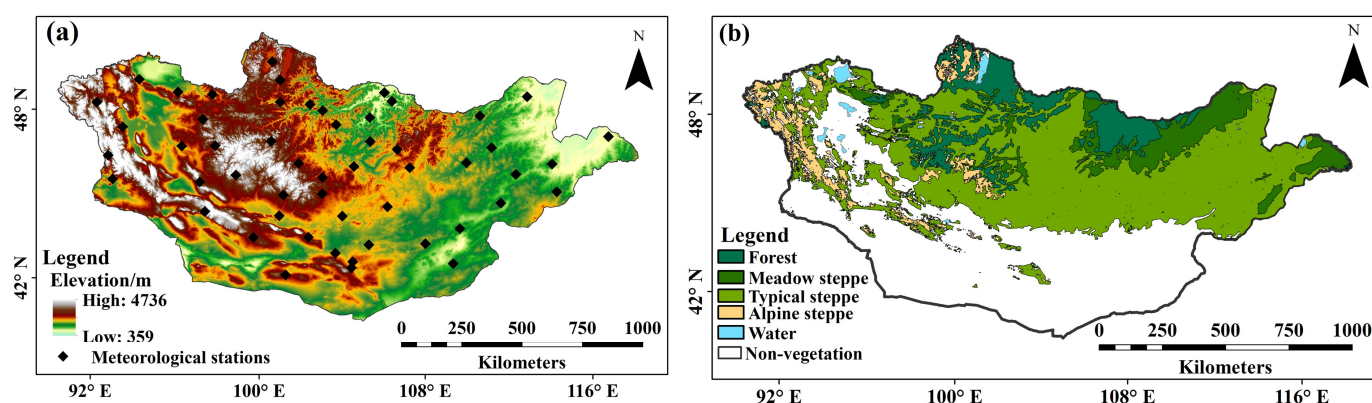 (a)
N
48° N
42° N
Legend
Elevation/m
High: 4736
Low: 359
Meteorological stations
0 250 500 750 1000
Kilometers
92° E 100° E 108° E 116° E
(b)
N
48° N
42° N
Legend
Forest
Meadow steppe
Typical steppe
Alpine steppe
Water
Non-vegetation
0 250 500 750 1000
Kilometers
92° E 100° E 108° E 116° E